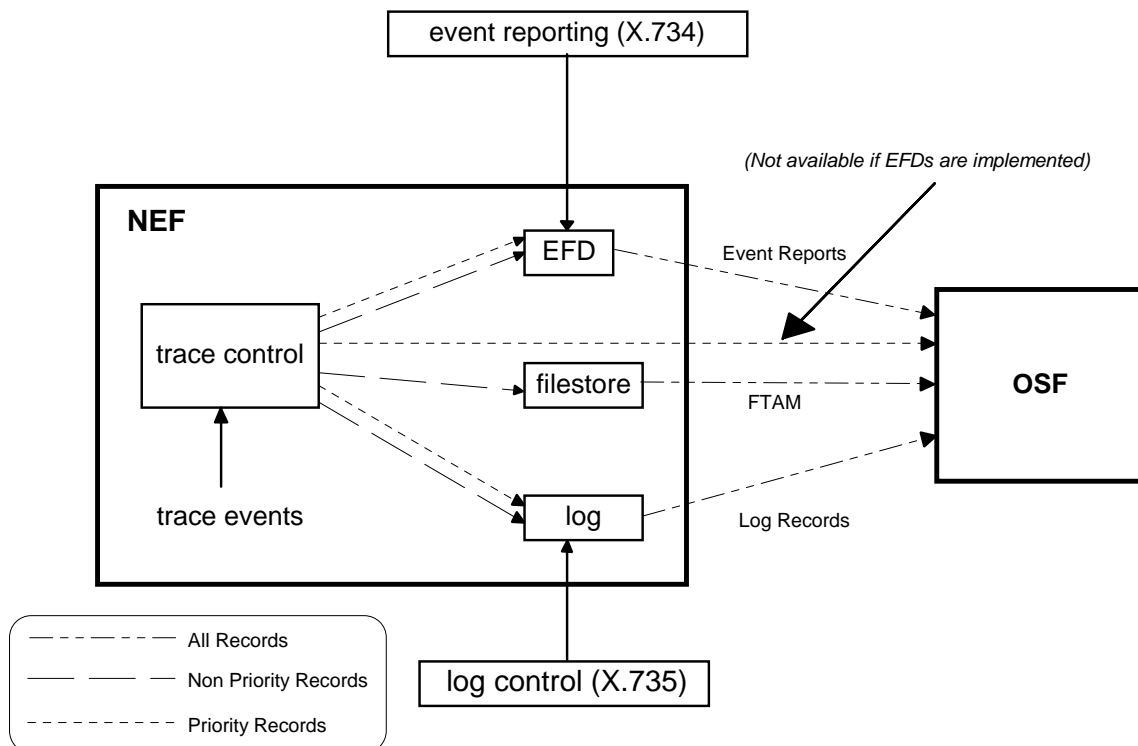 event reporting (X.734)
(Not available if EFDs are implemented)
NEF
EFD
Event Reports
trace control
filestore
FTAM
OSF
trace events
log
Log Records
All Records
Non Priority Records
Priority Records
log control (X.735)